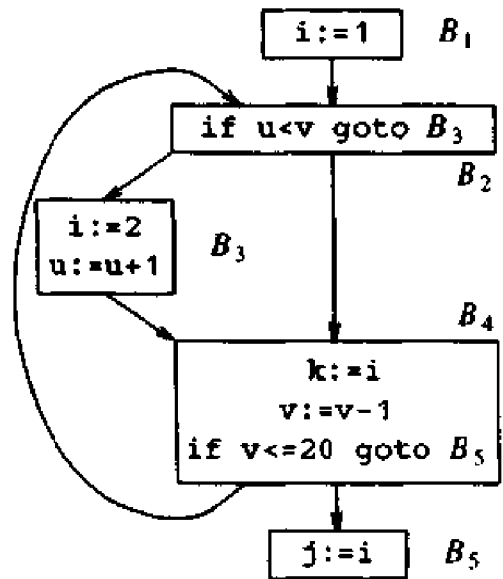 i:=1 B₁
if u<v goto B₃
B₂
i:=2
u:=u+1
B₃
B₄
k:=i
v:=v-1
if v<=20 goto B₅
j:=i B₅